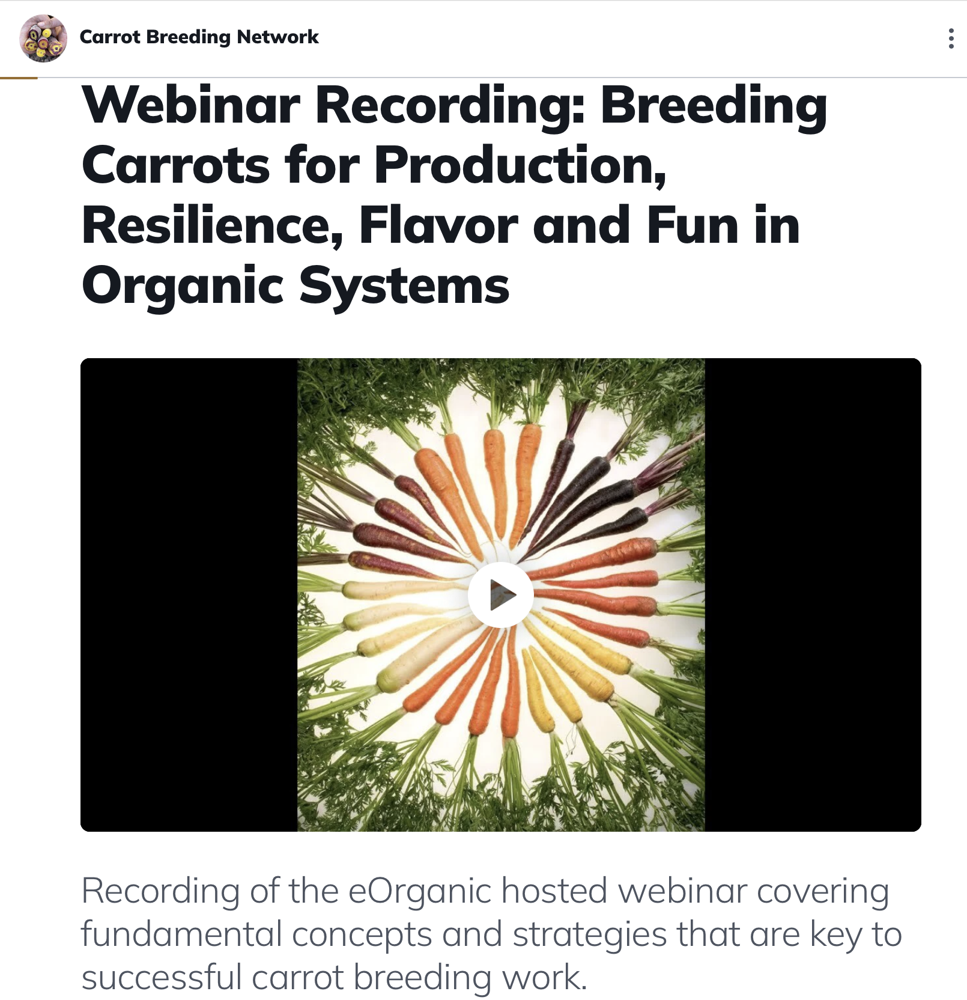 Carrot Breeding Network
Webinar Recording: Breeding
Carrots for Production,
Resilience, Flavor and Fun in
Organic Systems
Recording of the eOrganic hosted webinar covering
fundamental concepts and strategies that are key to
successful carrot breeding work.